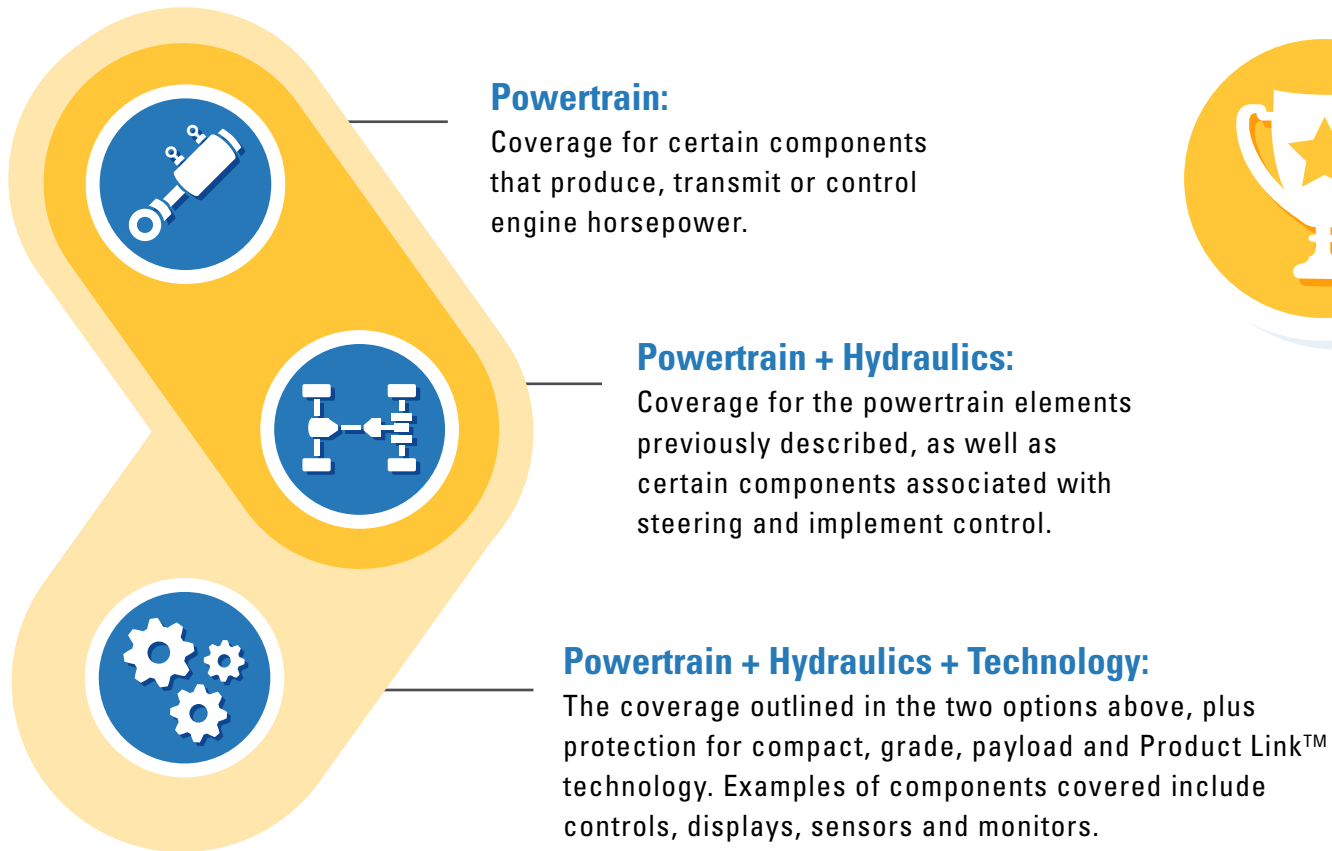 Powertrain:
Coverage for certain components
that produce, transmit or control
engine horsepower.
Powertrain + Hydraulics:
Coverage for the powertrain elements
previously described, as well as
certain components associated with
steering and implement control.
Powertrain + Hydraulics + Technology:
The coverage outlined in the two options above, plus
protection for compact, grade, payload and Product Link™
technology. Examples of components covered include
controls, displays, sensors and monitors.